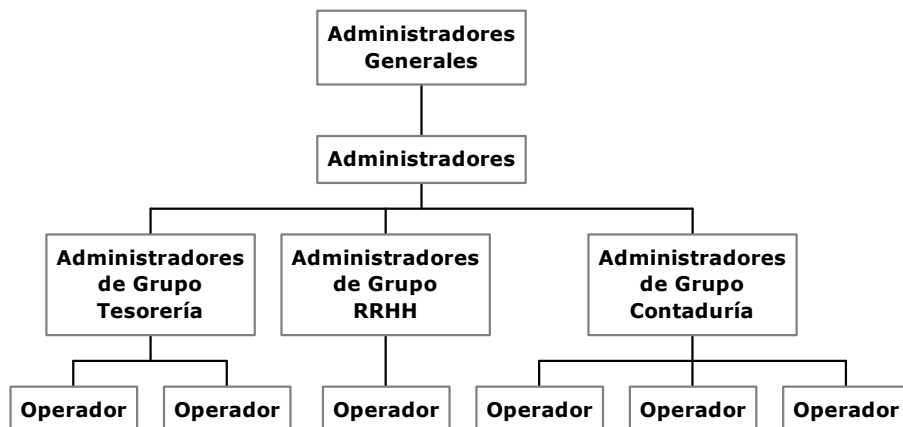 Administradores
Generales
Administradores
Administradores
de Grupo
Tesorería
Administradores
de Grupo
RRHH
Administradores
de Grupo
Contaduría
Operador
Operador
Operador
Operador
Operador
Operador